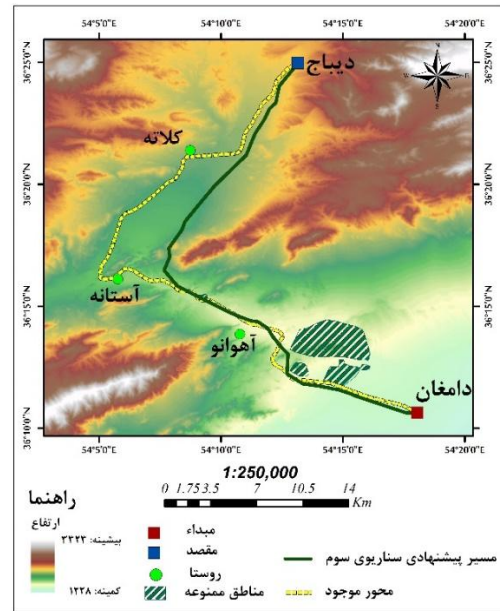 54°5'0"E 54°10'0"E 54°15'0"E 54°20'0"E
36°25'0"N 36°25'0"N
دیباج
N
W E
S
کلاته
36°20'0"N 36°20'0"N
آستانه
36°15'0"N 36°15'0"N
آهوانو
دامغان
36°10'0"N 36°10'0"N
54°5'0"E 54°10'0"E 54°15'0"E 54°20'0"E
1:250,000
0 1.75 3.5 7 10.5 14
Km
راهنما
ارتفاع
بیشینه: ۳۲۲۳
کمینه: ۱۲۲۸
مبداء
مقصد
روستا
مناطق ممنوعه
مسیر پیشنهادی سناریوی سوم
محور موجود